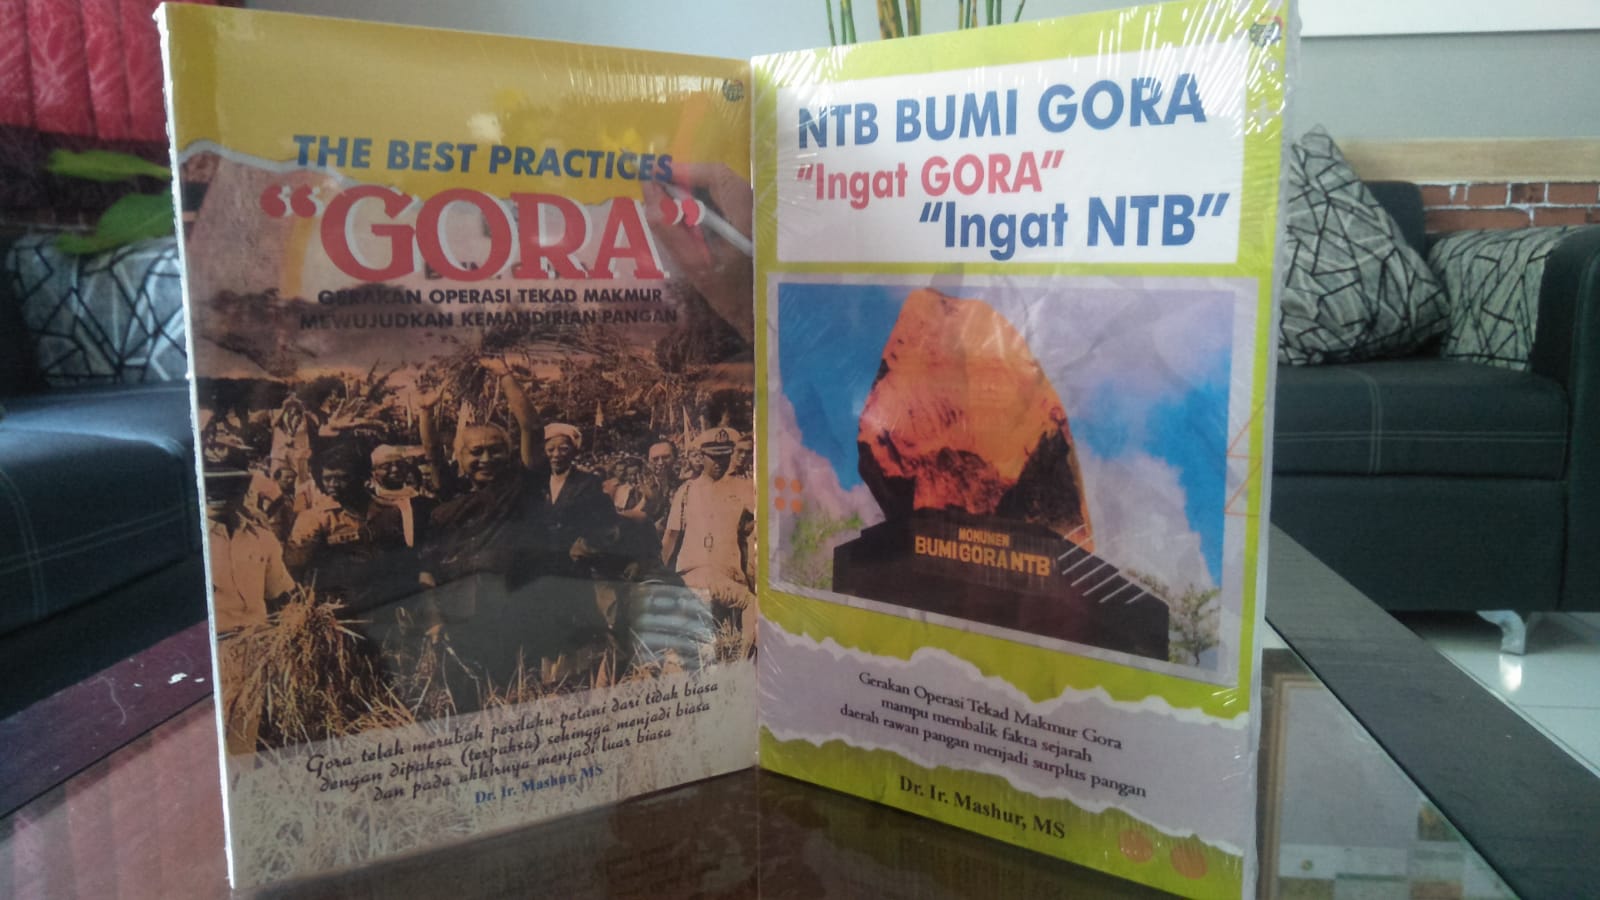 THE BEST PRACTICES
"GORA"
GERAKAN OPERASI TEKAD MAKMUR
MEWUJUDKAN KEMANDIRIAN PANGAN
Gora telah merubah perilaku petani dari tidak biasa
dengan dipaksa (terpaksa) sehingga menjadi biasa
dan pada akhirnya menjadi luar biasa
Dr. Ir. Mashur, MS
NTB BUMI GORA
"Ingat GORA"
"Ingat NTB"
MONUMEN
BUMI GORA NTB
Gerakan Operasi Tekad Makmur Gora
mampu membalik fakta sejarah
daerah rawan pangan menjadi surplus pangan
Dr. Ir. Mashur, MS